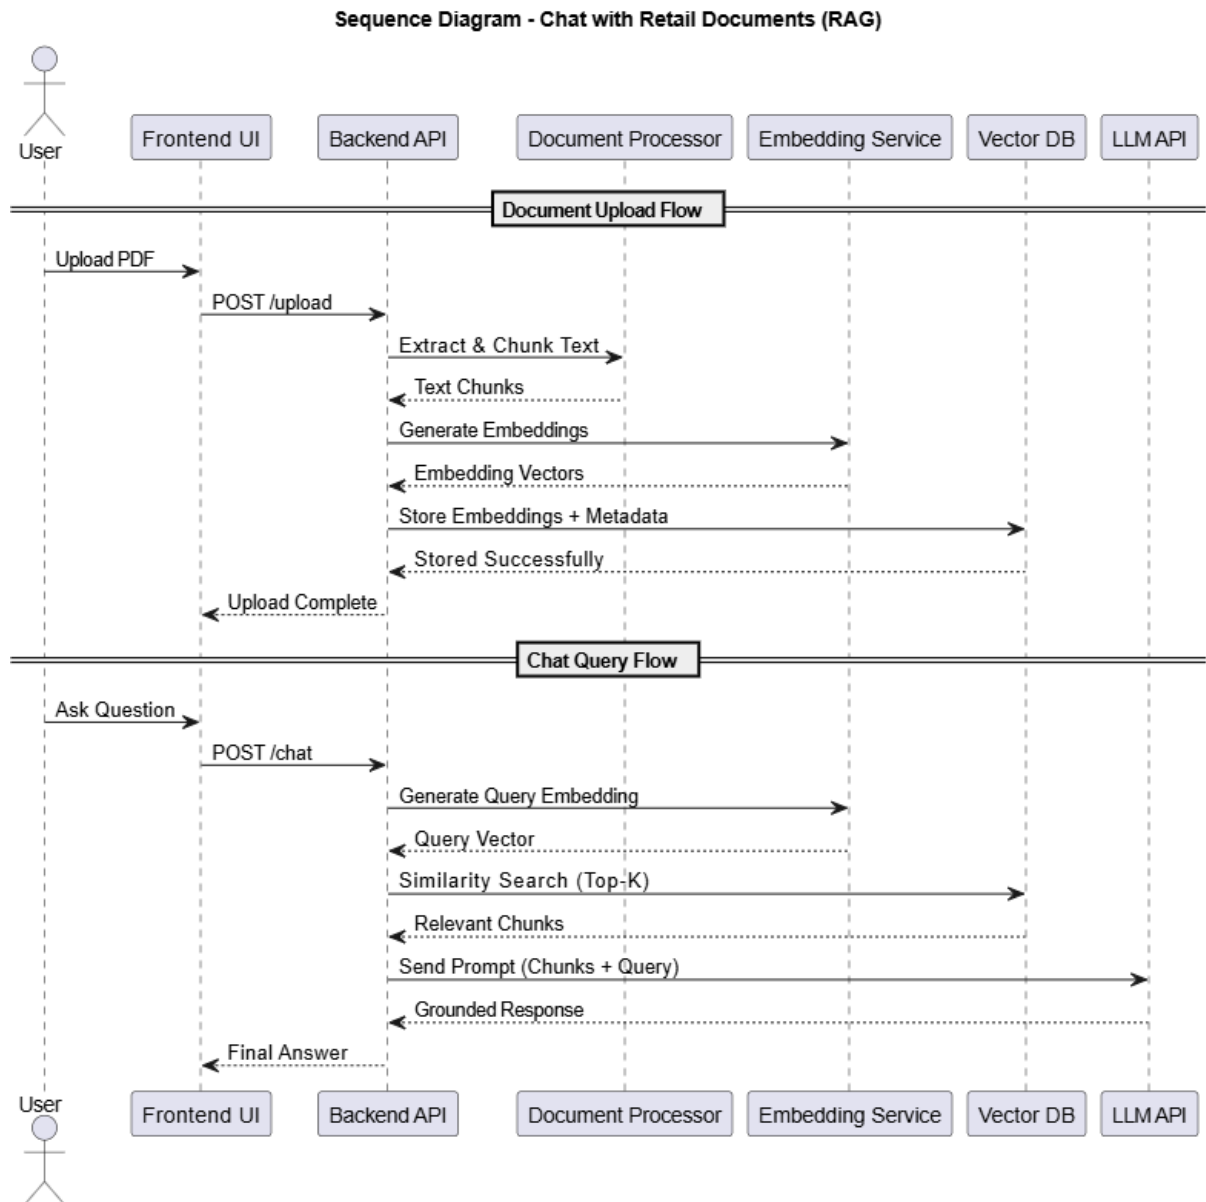 Sequence Diagram - Chat with Retail Documents (RAG)
User
Frontend UI
Backend API
Document Processor
Embedding Service
Vector DB
LLM API
Document Upload Flow
Upload PDF
POST /upload
Extract & Chunk Text
Text Chunks
Generate Embeddings
Embedding Vectors
Store Embeddings + Metadata
Stored Successfully
Upload Complete
Chat Query Flow
Ask Question
POST /chat
Generate Query Embedding
Query Vector
Similarity Search (Top-K)
Relevant Chunks
Send Prompt (Chunks + Query)
Grounded Response
Final Answer
User
Frontend UI
Backend API
Document Processor
Embedding Service
Vector DB
LLM API